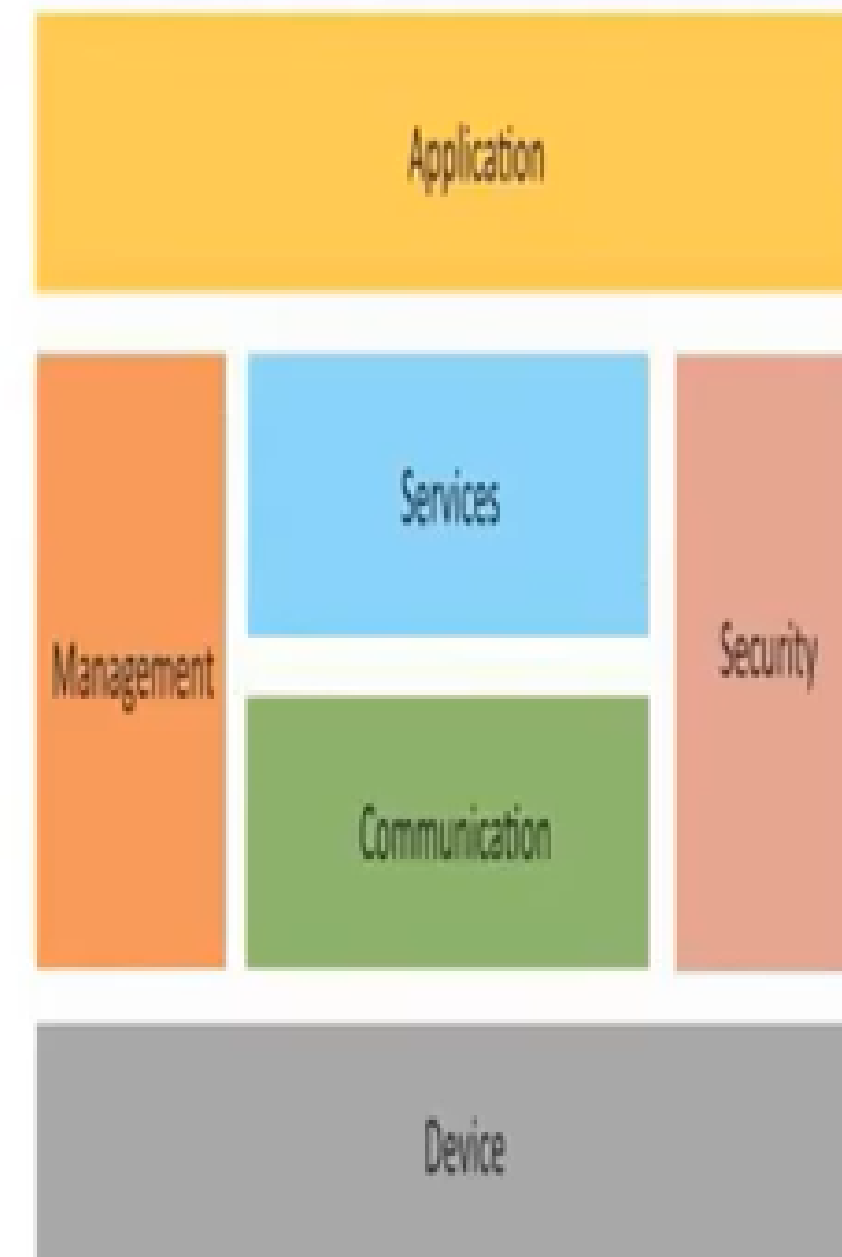 Application
Services
Management
Security
Communication
Device